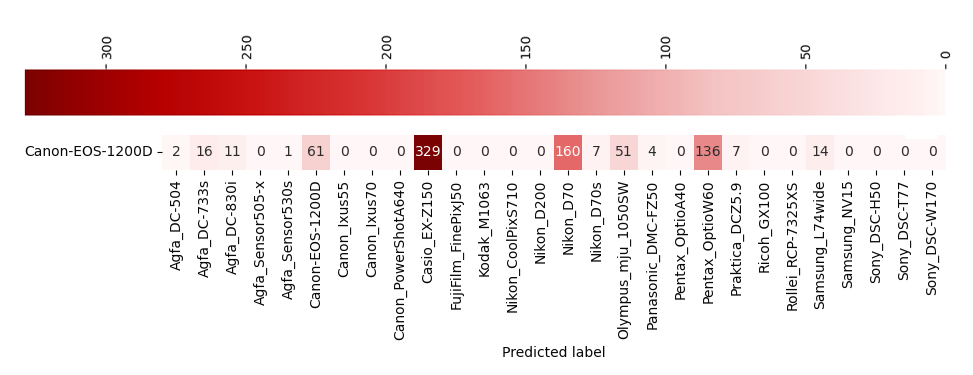 300 250 200 150 100 50 0
Canon-EOS-1200D 2 16 11 0 1 61 0 0 0 329 0 0 0 0 160 7 51 4 0 136 7 0 0 14 0 0 0 0
Agfa_DC-504
Agfa_DC-733s
Agfa_DC-830i
Agfa_Sensor505-x
Agfa_Sensor530s
Canon-EOS-1200D
Canon_Ixus55
Canon_Ixus70
Canon_PowerShotA640
Casio_EX-Z150
FujiFilm_FinePixJ50
Kodak_M1063
Nikon_CoolPixS710
Nikon_D200
Nikon_D70
Nikon_D70s
Olympus_mju_1050SW
Panasonic_DMC-FZ50
Pentax_OptioA40
Pentax_OptioW60
Praktica_DCZ5.9
Ricoh_GX100
Rollei_RCP-7325XS
Samsung_L74wide
Samsung_NV15
Sony_DSC-H50
Sony_DSC-T77
Sony_DSC-W170
Predicted label